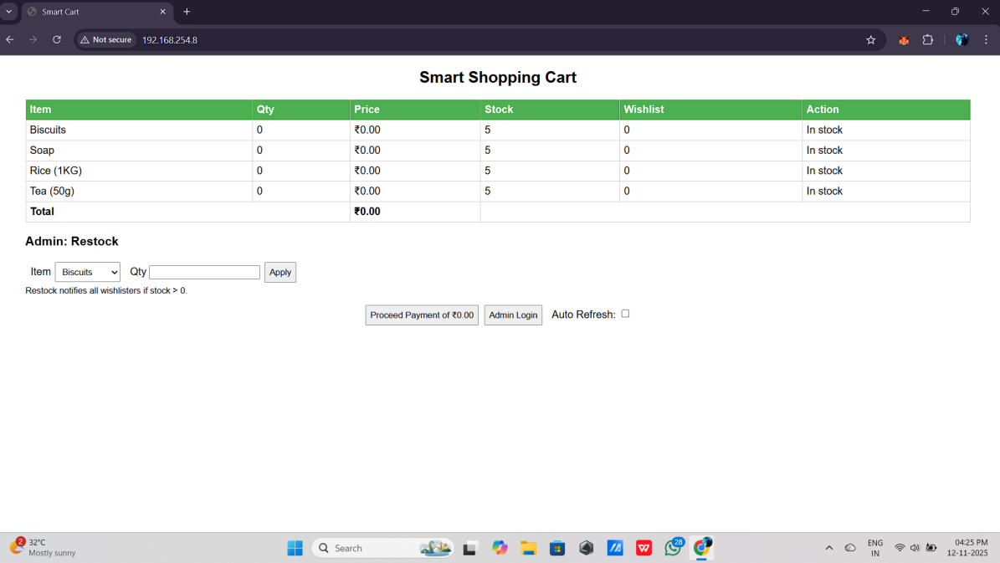 Smart Cart
Not secure 192.168.254.8
Smart Shopping Cart
Item Qty Price Stock Wishlist Action
Biscuits 0 ₹0.00 5 0 In stock
Soap 0 ₹0.00 5 0 In stock
Rice (1KG) 0 ₹0.00 5 0 In stock
Tea (50g) 0 ₹0.00 5 0 In stock
Total ₹0.00
Admin: Restock
Item Biscuits Qty Apply
Restock notifies all wishlisters if stock > 0.
Proceed Payment of ₹0.00 Admin Login Auto Refresh:
2 32°C
Mostly sunny
Search
28
ENG
IN
04:25 PM
12-11-2025